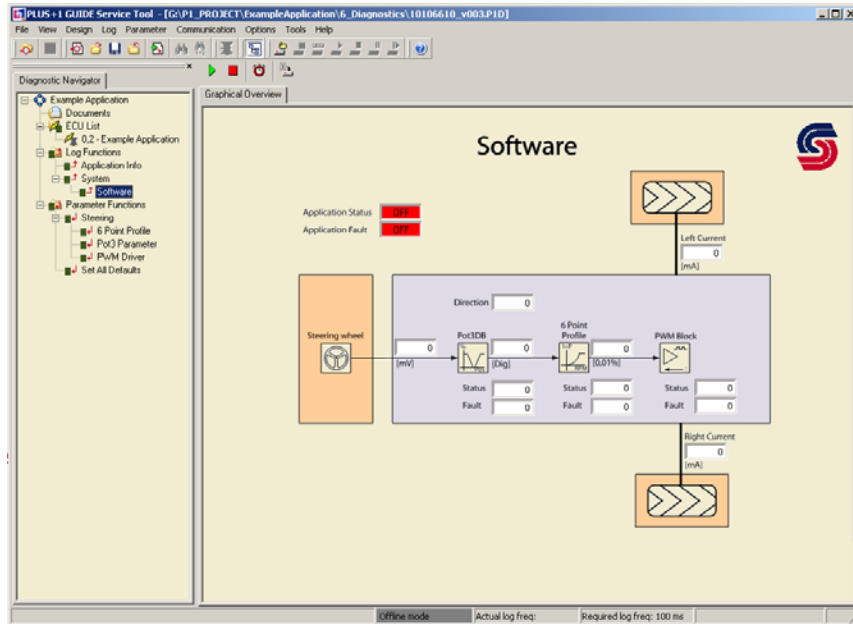 PLUS+1 GUIDE Service Tool - [G:\P1_PROJECT\ExampleApplication\6_Diagnostics\10106610_v003.P1D]
File View Design Log Parameter Communication Options Tools Help
Diagnostic Navigator
Example Application
Documents
ECU List
0,2 - Example Application
Log Functions
Application Info
System
Software
Parameter Functions
Steering
6 Point Profile
Pot3 Parameter
PWM Driver
Set All Defaults
Graphical Overview
Software
Application Status OFF
Application Fault OFF
Left Current
0
[mA]
Direction 0
Steering wheel
0
[mV]
Pot3DB
0
[Dig]
6 Point
Profile
0
[0,01%]
PWM Block
Status 0
Fault 0
Status 0
Fault 0
Status 0
Fault 0
Right Current
0
[mA]
Offline mode
Actual log freq:
Required log freq: 100 ms